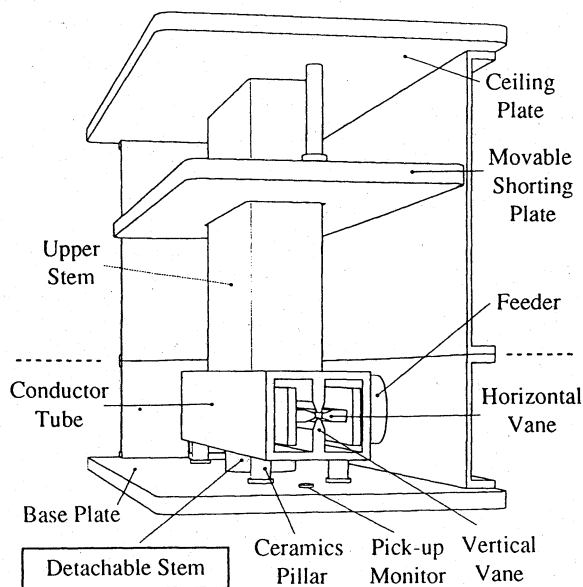 Ceiling
Plate
Movable
Shorting
Plate
Upper
Stem
Feeder
Conductor
Tube
Horizontal
Vane
Base Plate
Detachable Stem
Ceramics
Pillar
Pick-up
Monitor
Vertical
Vane